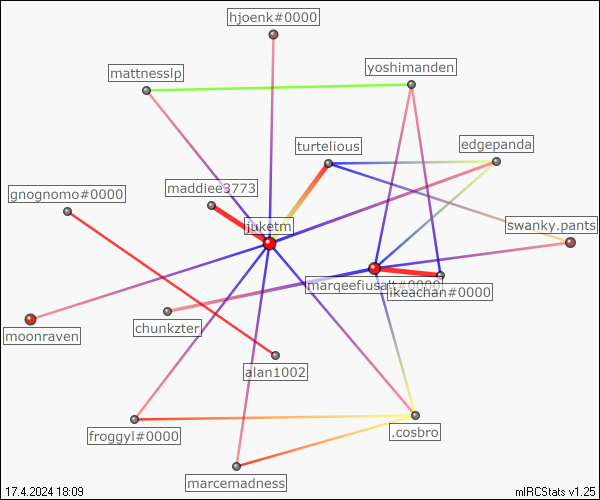 hjoenk#0000
yoshimanden
mattnesslp
turtelious
edgepanda
maddiee3773
gnognomo#0000
juketm
swanky.pants
marqeefiusalt#0000
ikeachan#0000
moonraven
chunkzter
alan1002
froggyl#0000
.cosbro
marcemadness
17.4.2024 18:09
mIRCStats v1.25